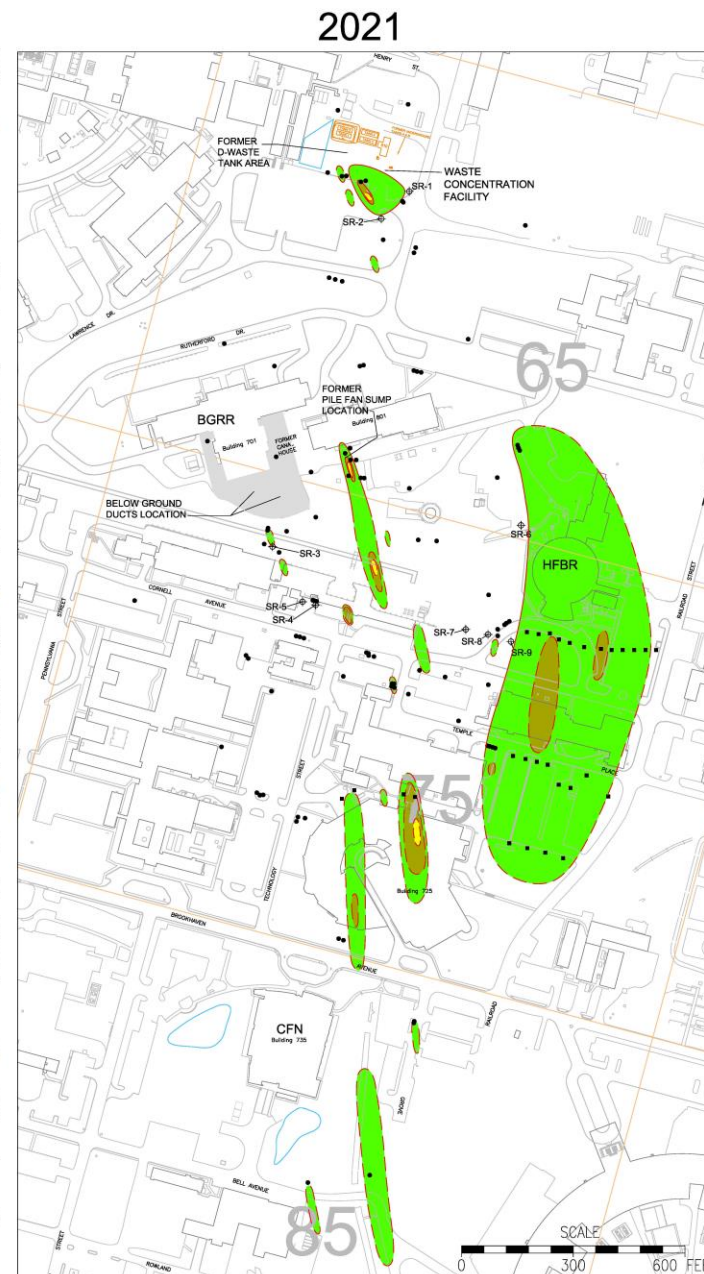 2021
HENRY
ST.
FORMER
D-WASTE
TANK AREA
WASTE
CONCENTRATION
FACILITY
SR-1
SR-2
LAWRENCE
DR.
RUTHERFORD
DR.
65
FORMER
PILE FAN SUMP
LOCATION
Building 801
BGRR
Building 701
FORMER
CANAL
HOUSE
BELOW GROUND
DUCTS LOCATION
SR-3
SR-6
HFBR
STREET
RAILROAD
CORNELL
AVENUE
SR-5
SR-4
SR-7
SR-8
SR-9
STREET
PENNSYLVANIA
TEMPLE
PLACE
STREET
75
TECHNOLOGY
Building 725
BROOKHAVEN
AVENUE
RAILROAD
CFN
Building 735
GROVE
BELL AVENUE
85
STREET
ROWLAND
SCALE
0 300 600 FEE